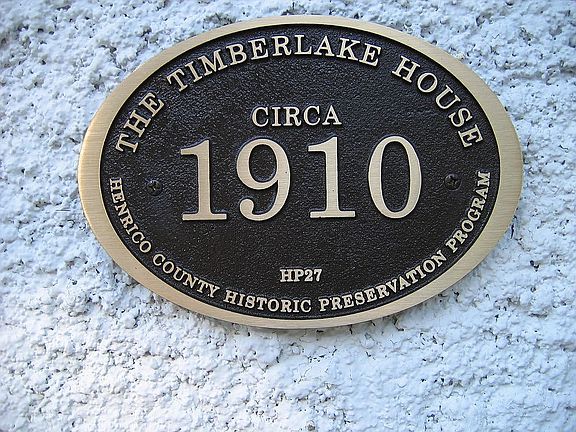 THE TIMBERLAKE HOUSE
CIRCA
1910
HP27
HENRICO COUNTY HISTORIC PRESERVATION PROGRAM